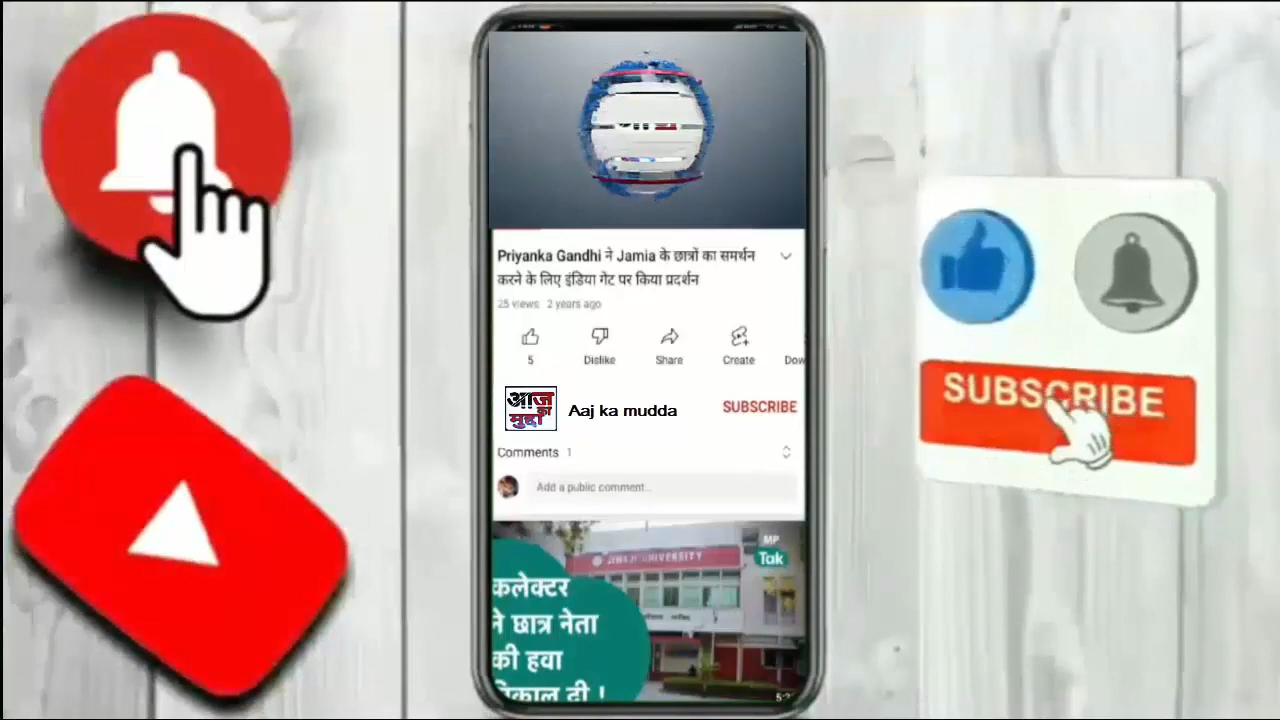 Priyanka Gandhi ने Jamia के छात्रों का समर्थन
करने के लिए इंडिया गेट पर किया प्रदर्शन
25 views 2 years ago
5 Dislike Share Create Dow
आज
का
मुद्दा
Aaj ka mudda
SUBSCRIBE
Comments 1
Add a public comment...
MP
Tak
UNIVERSITY
कलेक्टर
ने छात्र नेता
की हवा
निकाल दी !
SUBSCRIBE